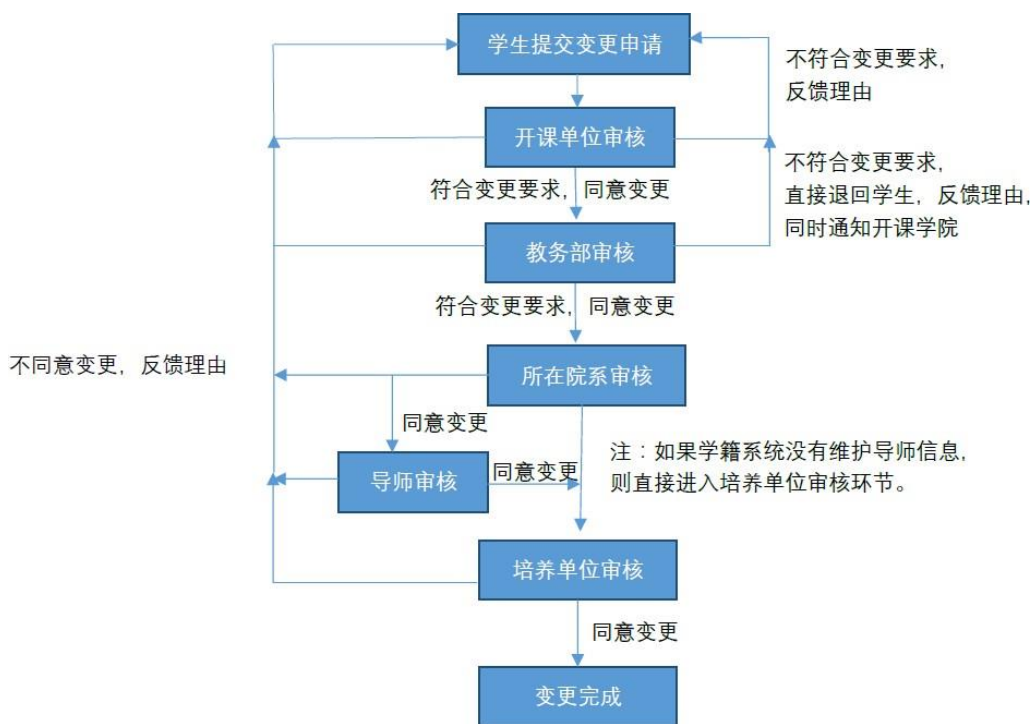 学生提交变更申请
不符合变更要求,
反馈理由
开课单位审核
不符合变更要求,
直接退回学生, 反馈理由,
同时通知开课学院
符合变更要求, 同意变更
教务部审核
符合变更要求, 同意变更
不同意变更, 反馈理由
所在院系审核
同意变更
注:如果学籍系统没有维护导师信息,
则直接进入培养单位审核环节。
导师审核
同意变更
培养单位审核
同意变更
变更完成